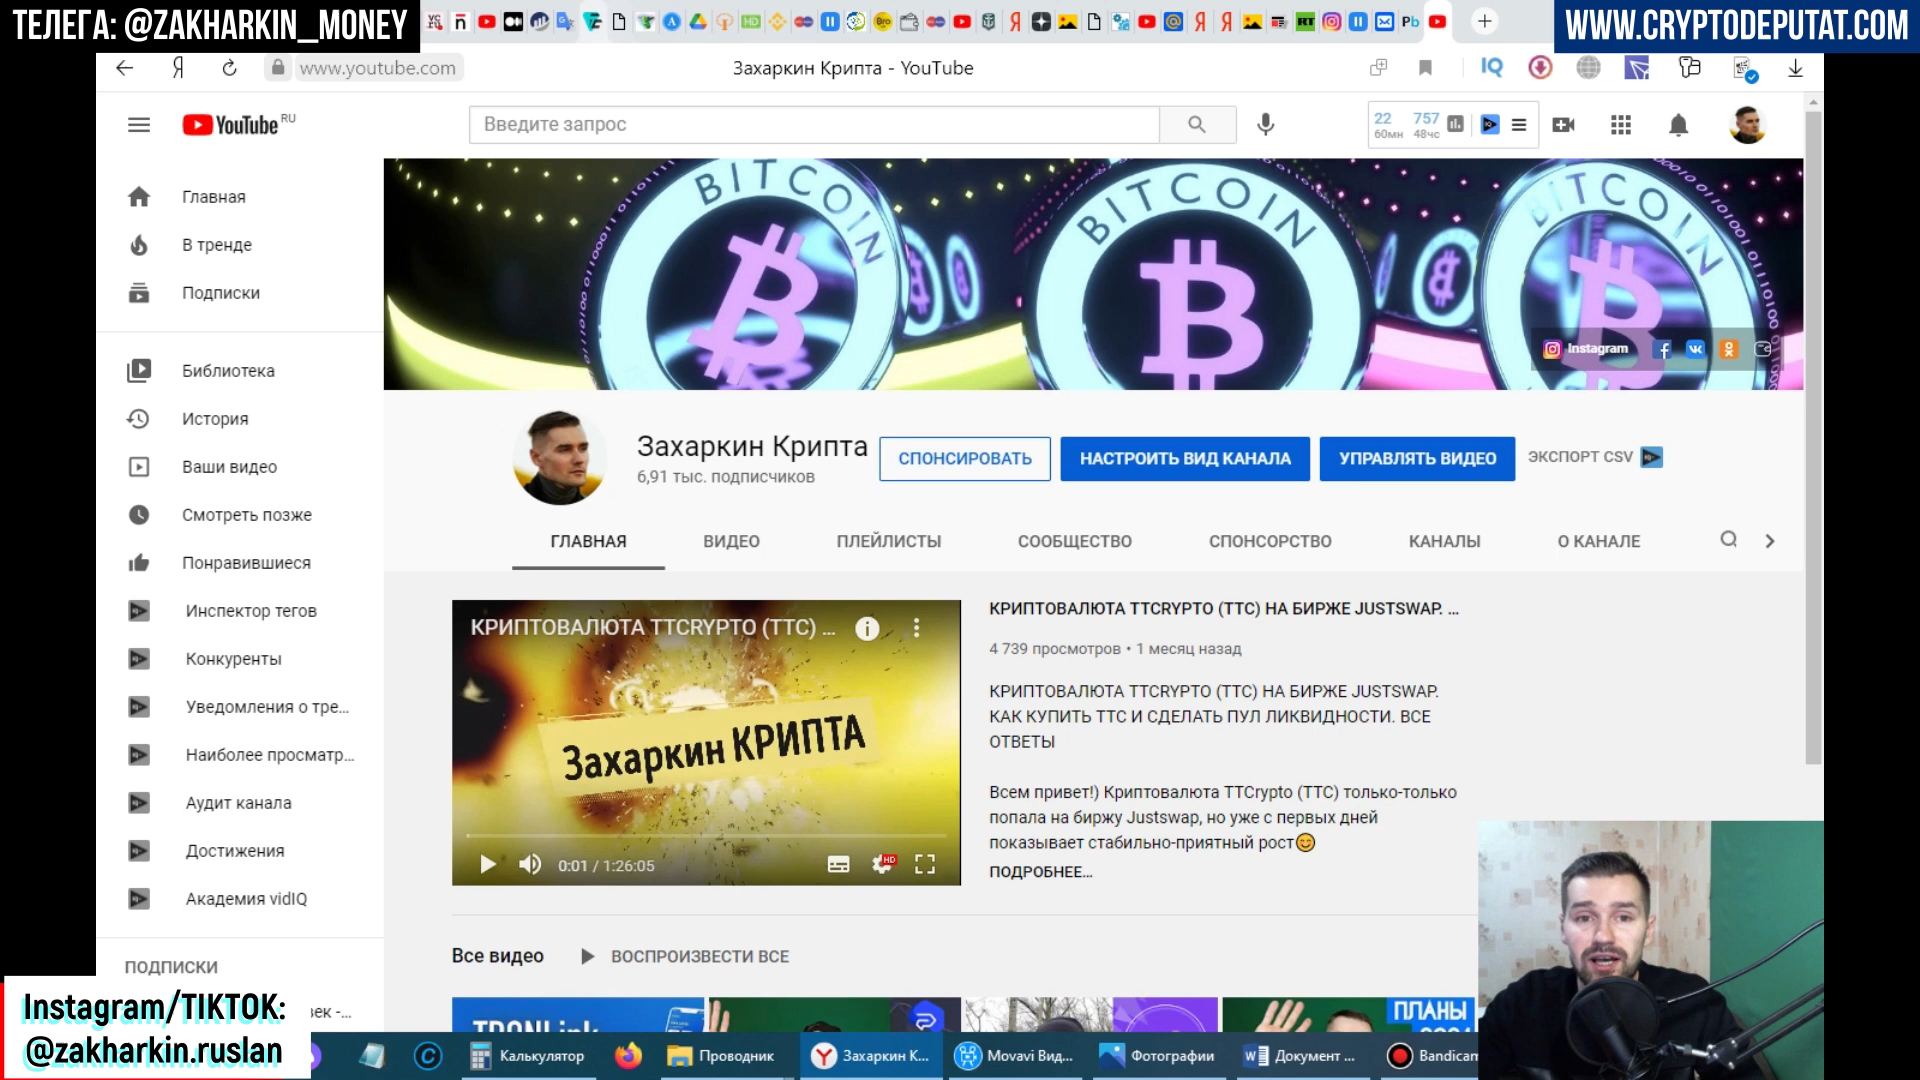 ТЕЛЕГА: @ZAKHARKIN_MONEY
WWW.CRYPTODEPUTAT.COM
www.youtube.com
Захаркин Крипта - YouTube
YouTube RU
Введите запрос
22 757
60мн 48чс
Главная
В тренде
Подписки
Библиотека
История
Ваши видео
Смотреть позже
Понравившиеся
Инспектор тегов
Конкуренты
Уведомления о тре...
Наиболее просматр...
Аудит канала
Достижения
Академия vidIQ
ПОДПИСКИ
век -...
BITCOIN
BITCOIN
BITCOIN
Instagram
Захаркин Крипта
6,91 тыс. подписчиков
СПОНСИРОВАТЬ
НАСТРОИТЬ ВИД КАНАЛА
УПРАВЛЯТЬ ВИДЕО
ЭКСПОРТ CSV
ГЛАВНАЯ
ВИДЕО
ПЛЕЙЛИСТЫ
СООБЩЕСТВО
СПОНСОРСТВО
КАНАЛЫ
О КАНАЛЕ
КРИПТОВАЛЮТА TTCRYPTO (TTC) ...
Захаркин КРИПТА
0:01 / 1:26:05
HD
КРИПТОВАЛЮТА TTCRYPTO (TTC) НА БИРЖЕ JUSTSWAP. ...
4 739 просмотров • 1 месяц назад
КРИПТОВАЛЮТА TTCRYPTO (TTC) НА БИРЖЕ JUSTSWAP.
КАК КУПИТЬ ТТС И СДЕЛАТЬ ПУЛ ЛИКВИДНОСТИ. ВСЕ
ОТВЕТЫ
Всем привет!) Криптовалюта TTCrypto (TTC) только-только
попала на биржу Justswap, но уже с первых дней
показывает стабильно-приятный рост😊
ПОДРОБНЕЕ...
Все видео
ВОСПРОИЗВЕСТИ ВСЕ
TRONLink
ПЛАНЫ
Instagram/TIKTOK:
@zakharkin.ruslan
Калькулятор
Проводник
Захаркин К...
Movavi Вид...
Фотографии
Документ ...
Bandicam